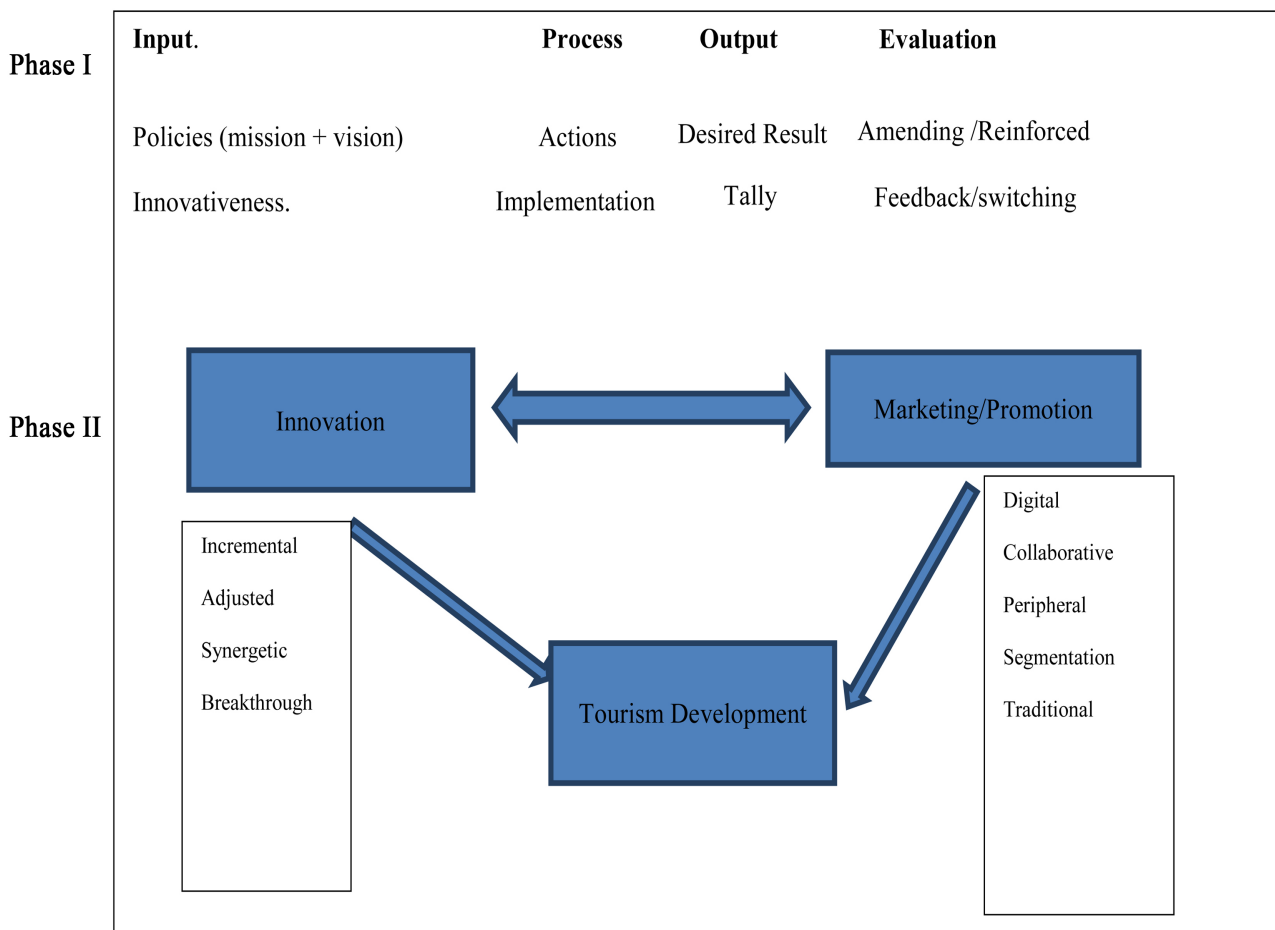 Phase I
Input. Process Output Evaluation
Policies (mission + vision) Actions Desired Result Amending /Reinforced
Innovativeness. Implementation Tally Feedback/switching
Phase II
Innovation
Marketing/Promotion
Incremental
Adjusted
Synergetic
Breakthrough
Digital
Collaborative
Peripheral
Segmentation
Traditional
Tourism Development